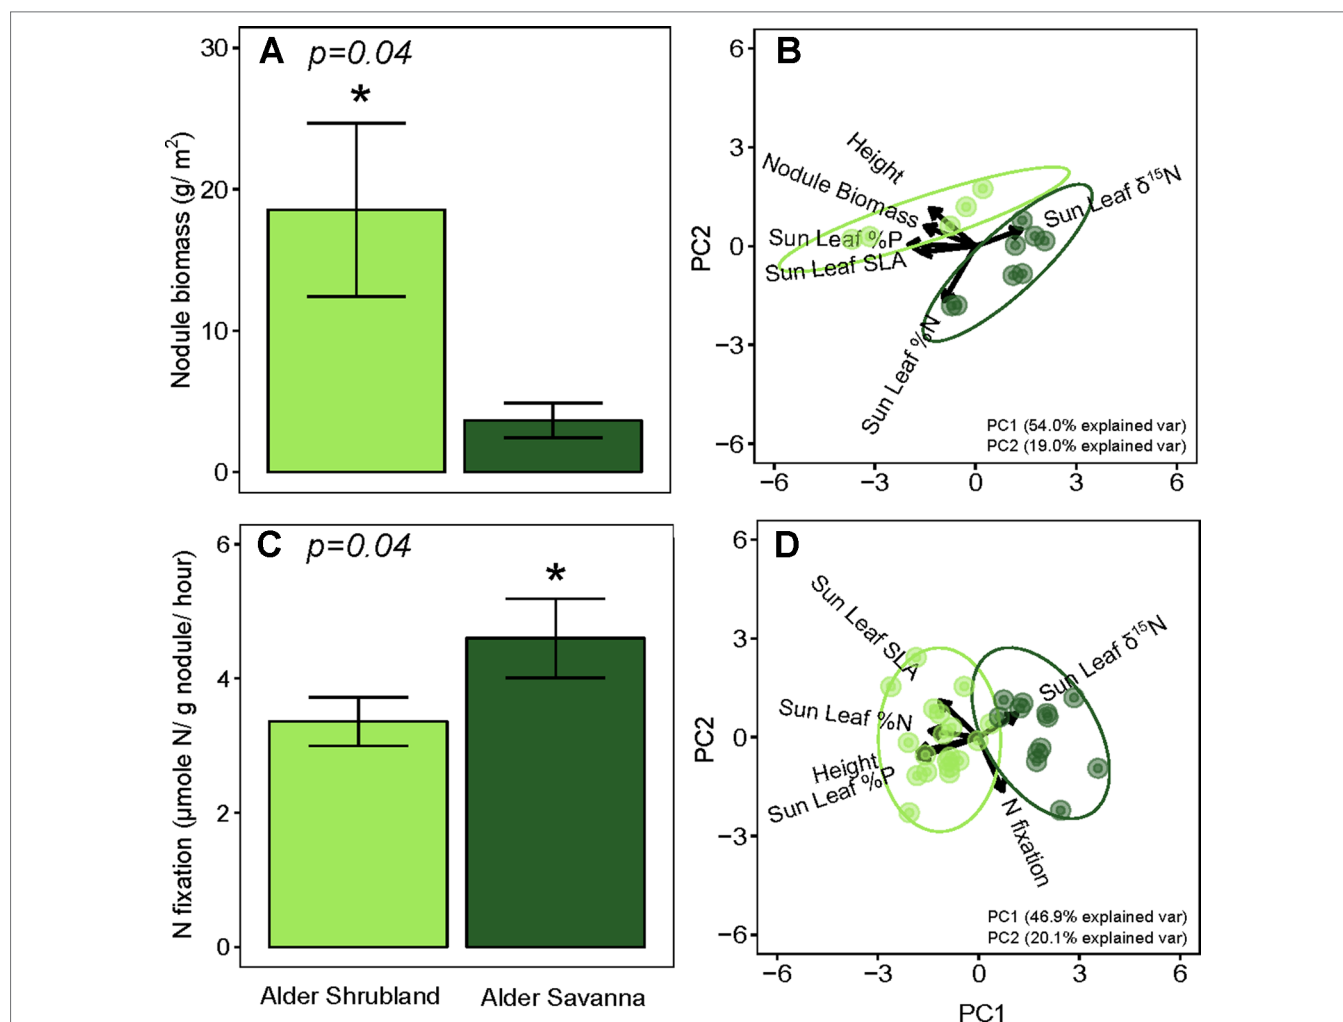 A p=0.04
*
Nodule biomass (g/ m²)
30
20
10
0
B
PC2
6
3
0
−3
−6
Height
Nodule Biomass
Sun Leaf %P
Sun Leaf SLA
Sun Leaf δ¹⁵N
Sun Leaf %N
PC1 (54.0% explained var)
PC2 (19.0% explained var)
−6 −3 0 3 6
C p=0.04
*
N fixation (µmole N/ g nodule/ hour)
6
4
2
0
Alder Shrubland Alder Savanna
D
PC2
6
3
0
−3
−6
Sun Leaf SLA
Sun Leaf %N
Height
Sun Leaf %P
Sun Leaf δ¹⁵N
N fixation
PC1 (46.9% explained var)
PC2 (20.1% explained var)
−6 −3 0 3 6
PC1